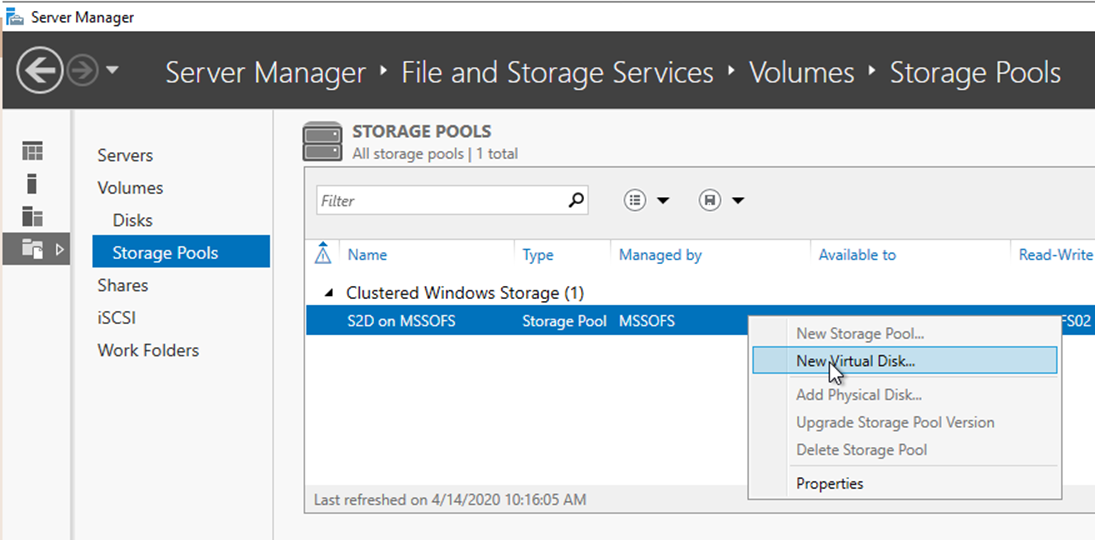 Server Manager
Server Manager ‣ File and Storage Services ‣ Volumes ‣ Storage Pools
Servers
Volumes
Disks
Storage Pools
Shares
iSCSI
Work Folders
STORAGE POOLS
All storage pools | 1 total
Filter
Name Type Managed by Available to Read-Write
Clustered Windows Storage (1)
S2D on MSSOFS Storage Pool MSSOFS FS02
New Storage Pool...
New Virtual Disk...
Add Physical Disk...
Upgrade Storage Pool Version
Delete Storage Pool
Properties
Last refreshed on 4/14/2020 10:16:05 AM